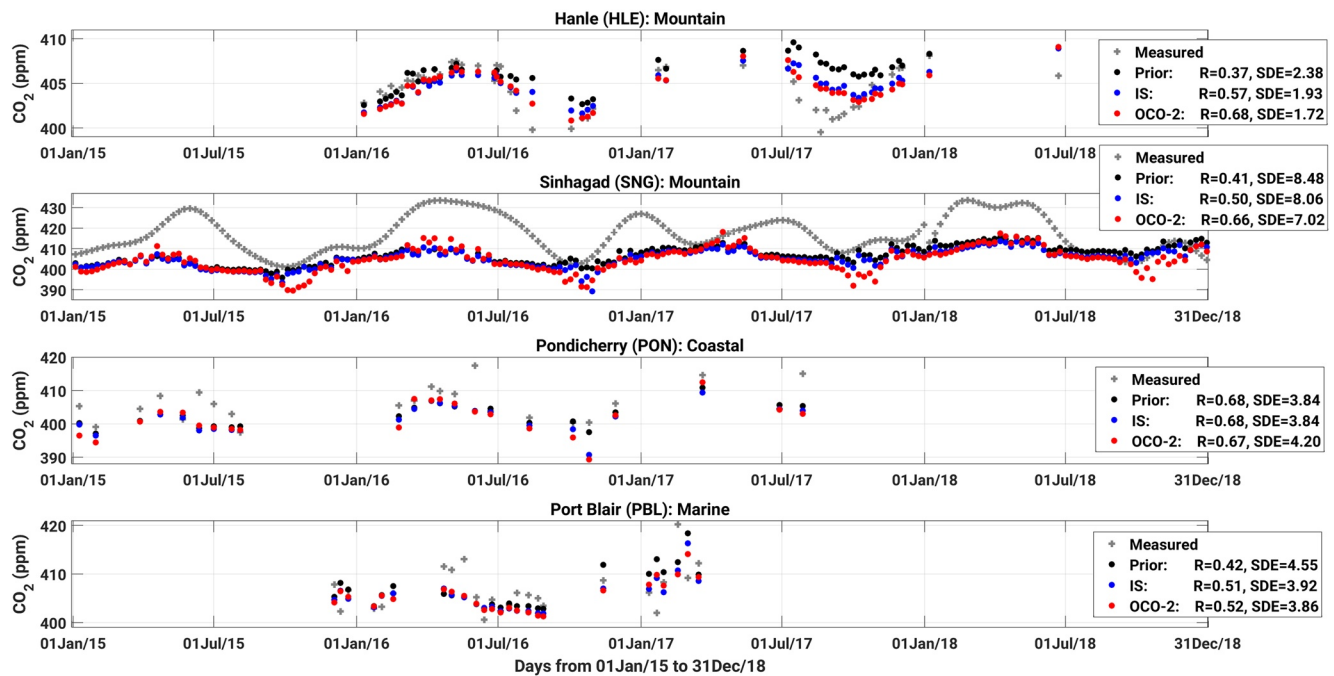 Hanle (HLE): Mountain
CO2 (ppm)
410
405
400
01Jan/15 01Jul/15 01Jan/16 01Jul/16 01Jan/17 01Jul/17 01Jan/18 01Jul/18
Measured
Prior: R=0.37, SDE=2.38
IS: R=0.57, SDE=1.93
OCO-2: R=0.68, SDE=1.72
Sinhagad (SNG): Mountain
CO2 (ppm)
430
420
410
400
390
01Jan/15 01Jul/15 01Jan/16 01Jul/16 01Jan/17 01Jul/17 01Jan/18 01Jul/18 31Dec/18
Measured
Prior: R=0.41, SDE=8.48
IS: R=0.50, SDE=8.06
OCO-2: R=0.66, SDE=7.02
Pondicherry (PON): Coastal
CO2 (ppm)
420
410
400
390
01Jan/15 01Jul/15 01Jan/16 01Jul/16 01Jan/17 01Jul/17 01Jan/18 01Jul/18 31Dec/18
Measured
Prior: R=0.68, SDE=3.84
IS: R=0.68, SDE=3.84
OCO-2: R=0.67, SDE=4.20
Port Blair (PBL): Marine
CO2 (ppm)
420
410
400
01Jan/15 01Jul/15 01Jan/16 01Jul/16 01Jan/17 01Jul/17 01Jan/18 01Jul/18 31Dec/18
Measured
Prior: R=0.42, SDE=4.55
IS: R=0.51, SDE=3.92
OCO-2: R=0.52, SDE=3.86
Days from 01Jan/15 to 31Dec/18